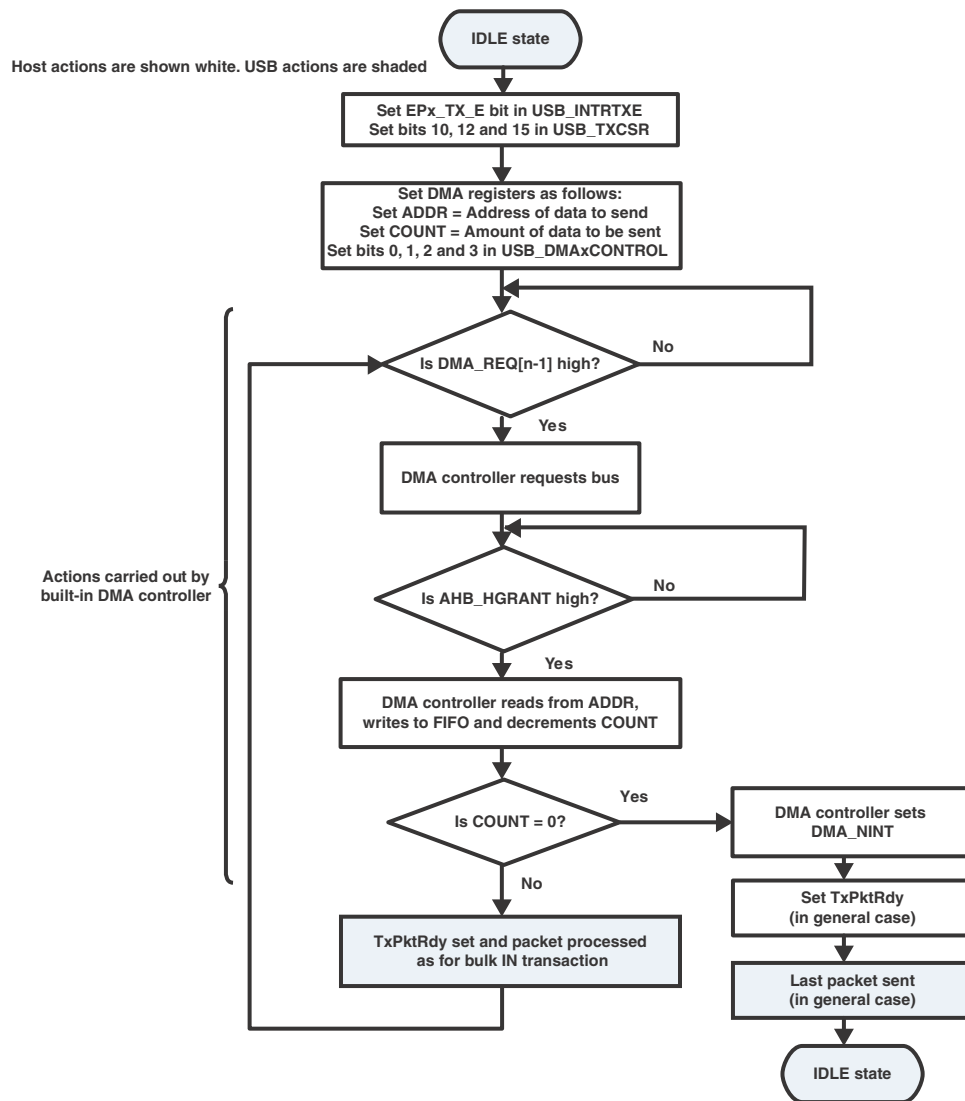 IDLE state
Host actions are shown white. USB actions are shaded
Set EPx_TX_E bit in USB_INTRTXE
Set bits 10, 12 and 15 in USB_TXCSR
Set DMA registers as follows:
Set ADDR = Address of data to send
Set COUNT = Amount of data to be sent
Set bits 0, 1, 2 and 3 in USB_DMAxCONTROL
Is DMA_REQ[n-1] high?
No
Yes
DMA controller requests bus
Is AHB_HGRANT high?
No
Yes
Actions carried out by
built-in DMA controller
DMA controller reads from ADDR,
writes to FIFO and decrements COUNT
Is COUNT = 0?
Yes
No
DMA controller sets
DMA_NINT
Set TxPktRdy
(in general case)
TxPktRdy set and packet processed
as for bulk IN transaction
Last packet sent
(in general case)
IDLE state